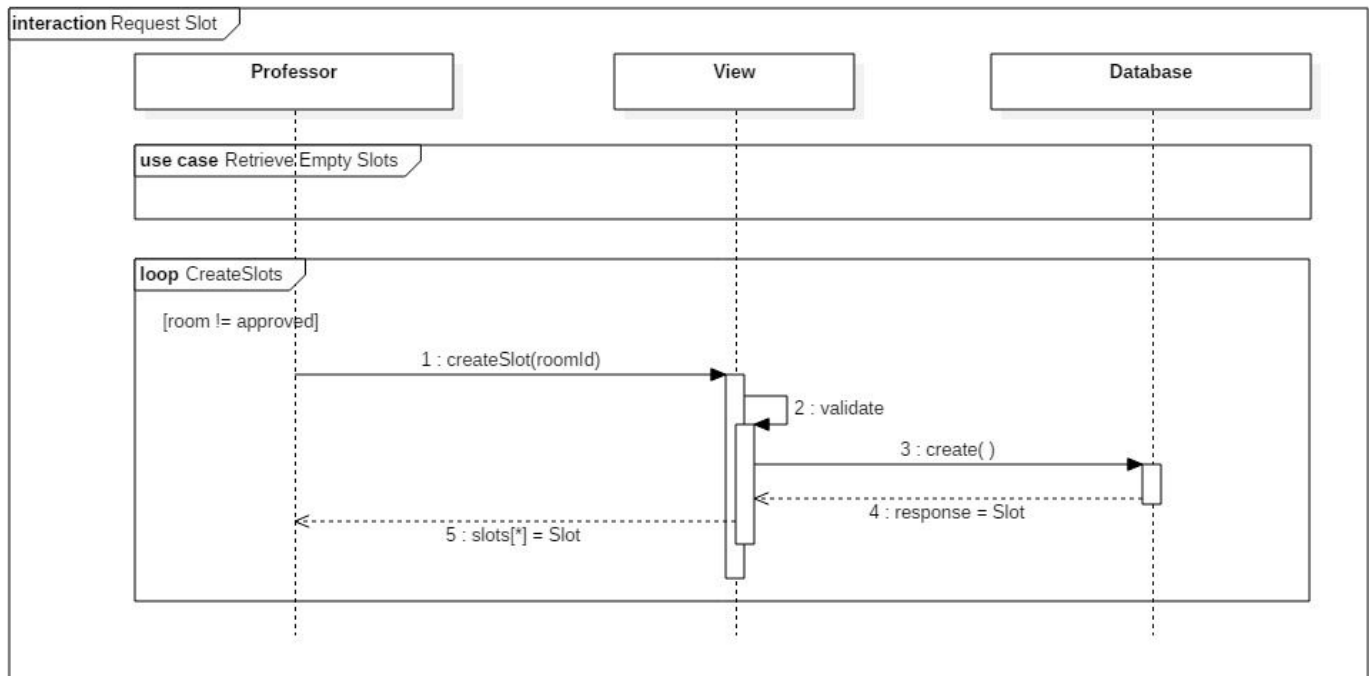 interaction Request Slot
Professor
View
Database
use case Retrieve Empty Slots
loop CreateSlots
[room != approved]
1 : createSlot(roomId)
2 : validate
3 : create( )
4 : response = Slot
5 : slots[*] = Slot